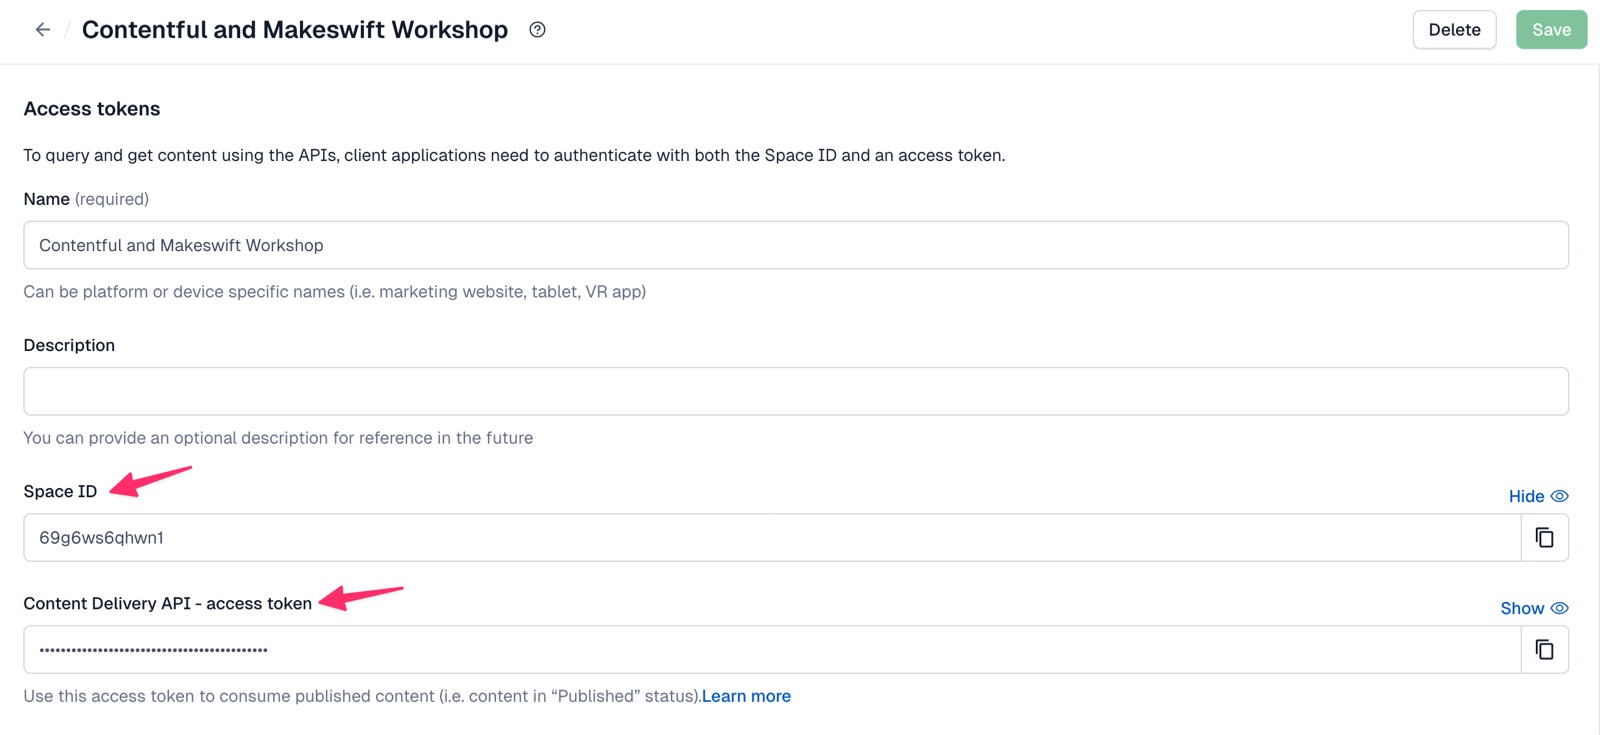 Contentful and Makeswift Workshop
Delete
Save
Access tokens
To query and get content using the APIs, client applications need to authenticate with both the Space ID and an access token.
Name (required)
Contentful and Makeswift Workshop
Can be platform or device specific names (i.e. marketing website, tablet, VR app)
Description
You can provide an optional description for reference in the future
Space ID
Hide
69g6ws6qhwn1
Content Delivery API - access token
Show
•••••••••••••••••••••••••••••••••••••••••••
Use this access token to consume published content (i.e. content in “Published” status).Learn more